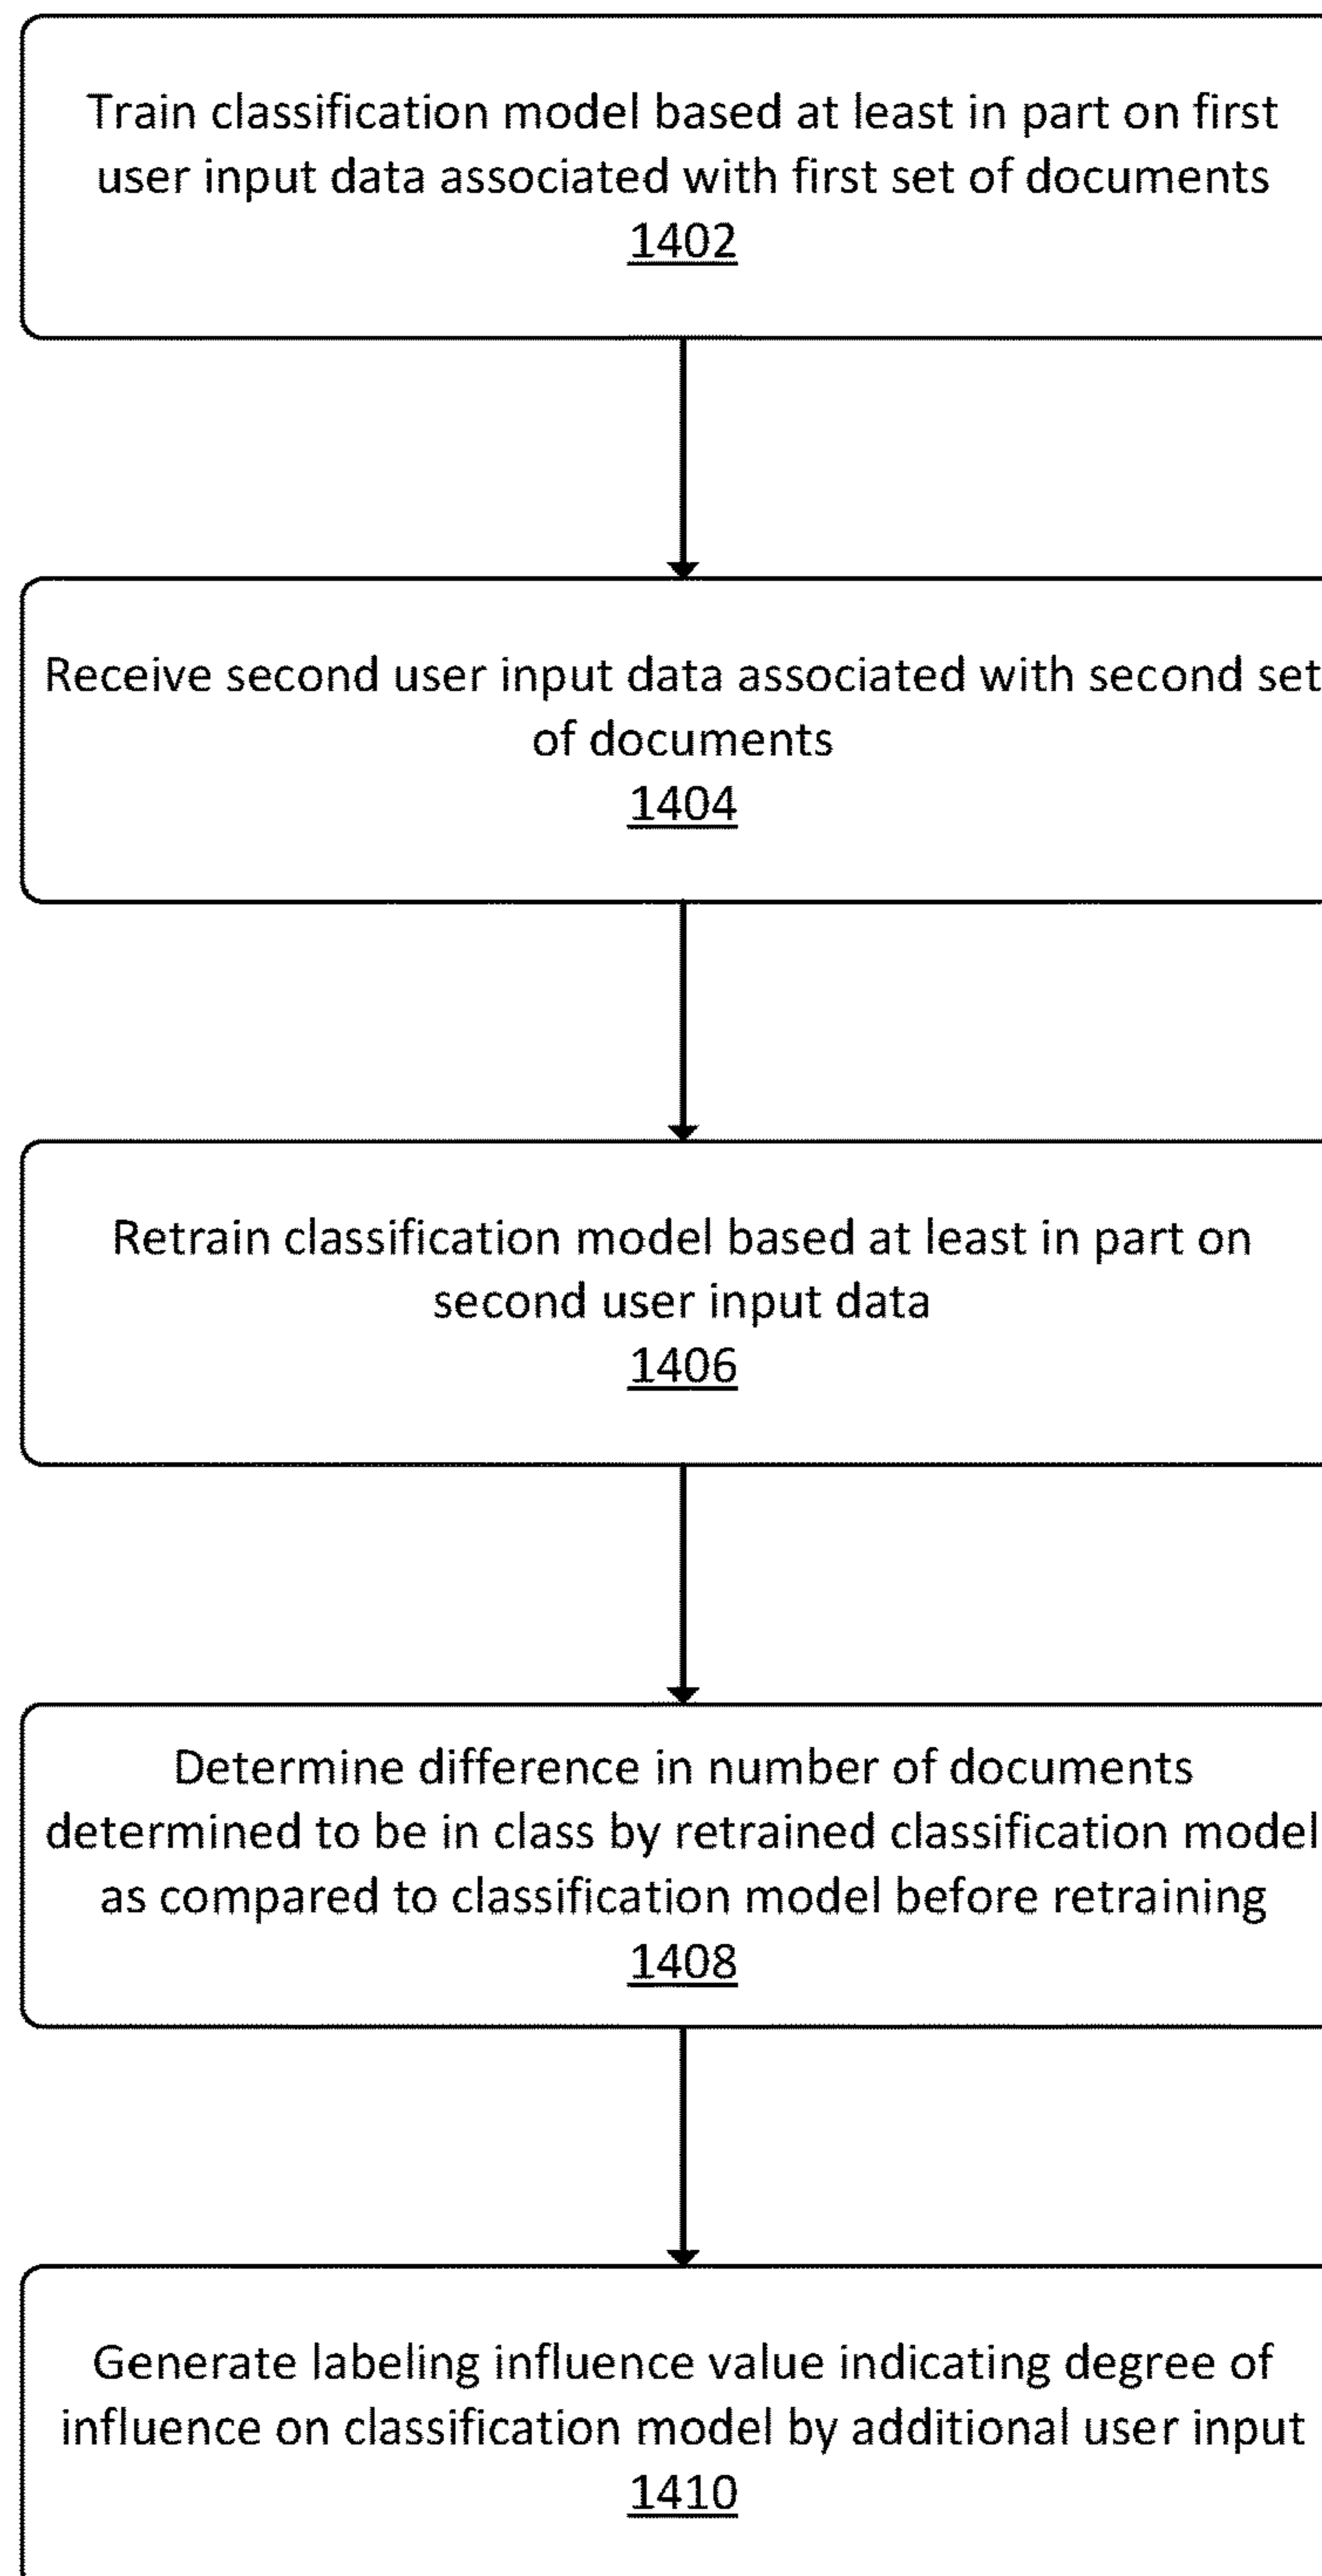 Train classification model based at least in part on first
user input data associated with first set of documents
1402
Receive second user input data associated with second set
of documents
1404
Retrain classification model based at least in part on
second user input data
1406
Determine difference in number of documents
determined to be in class by retrained classification model
as compared to classification model before retraining
1408
Generate labeling influence value indicating degree of
influence on classification model by additional user input
1410